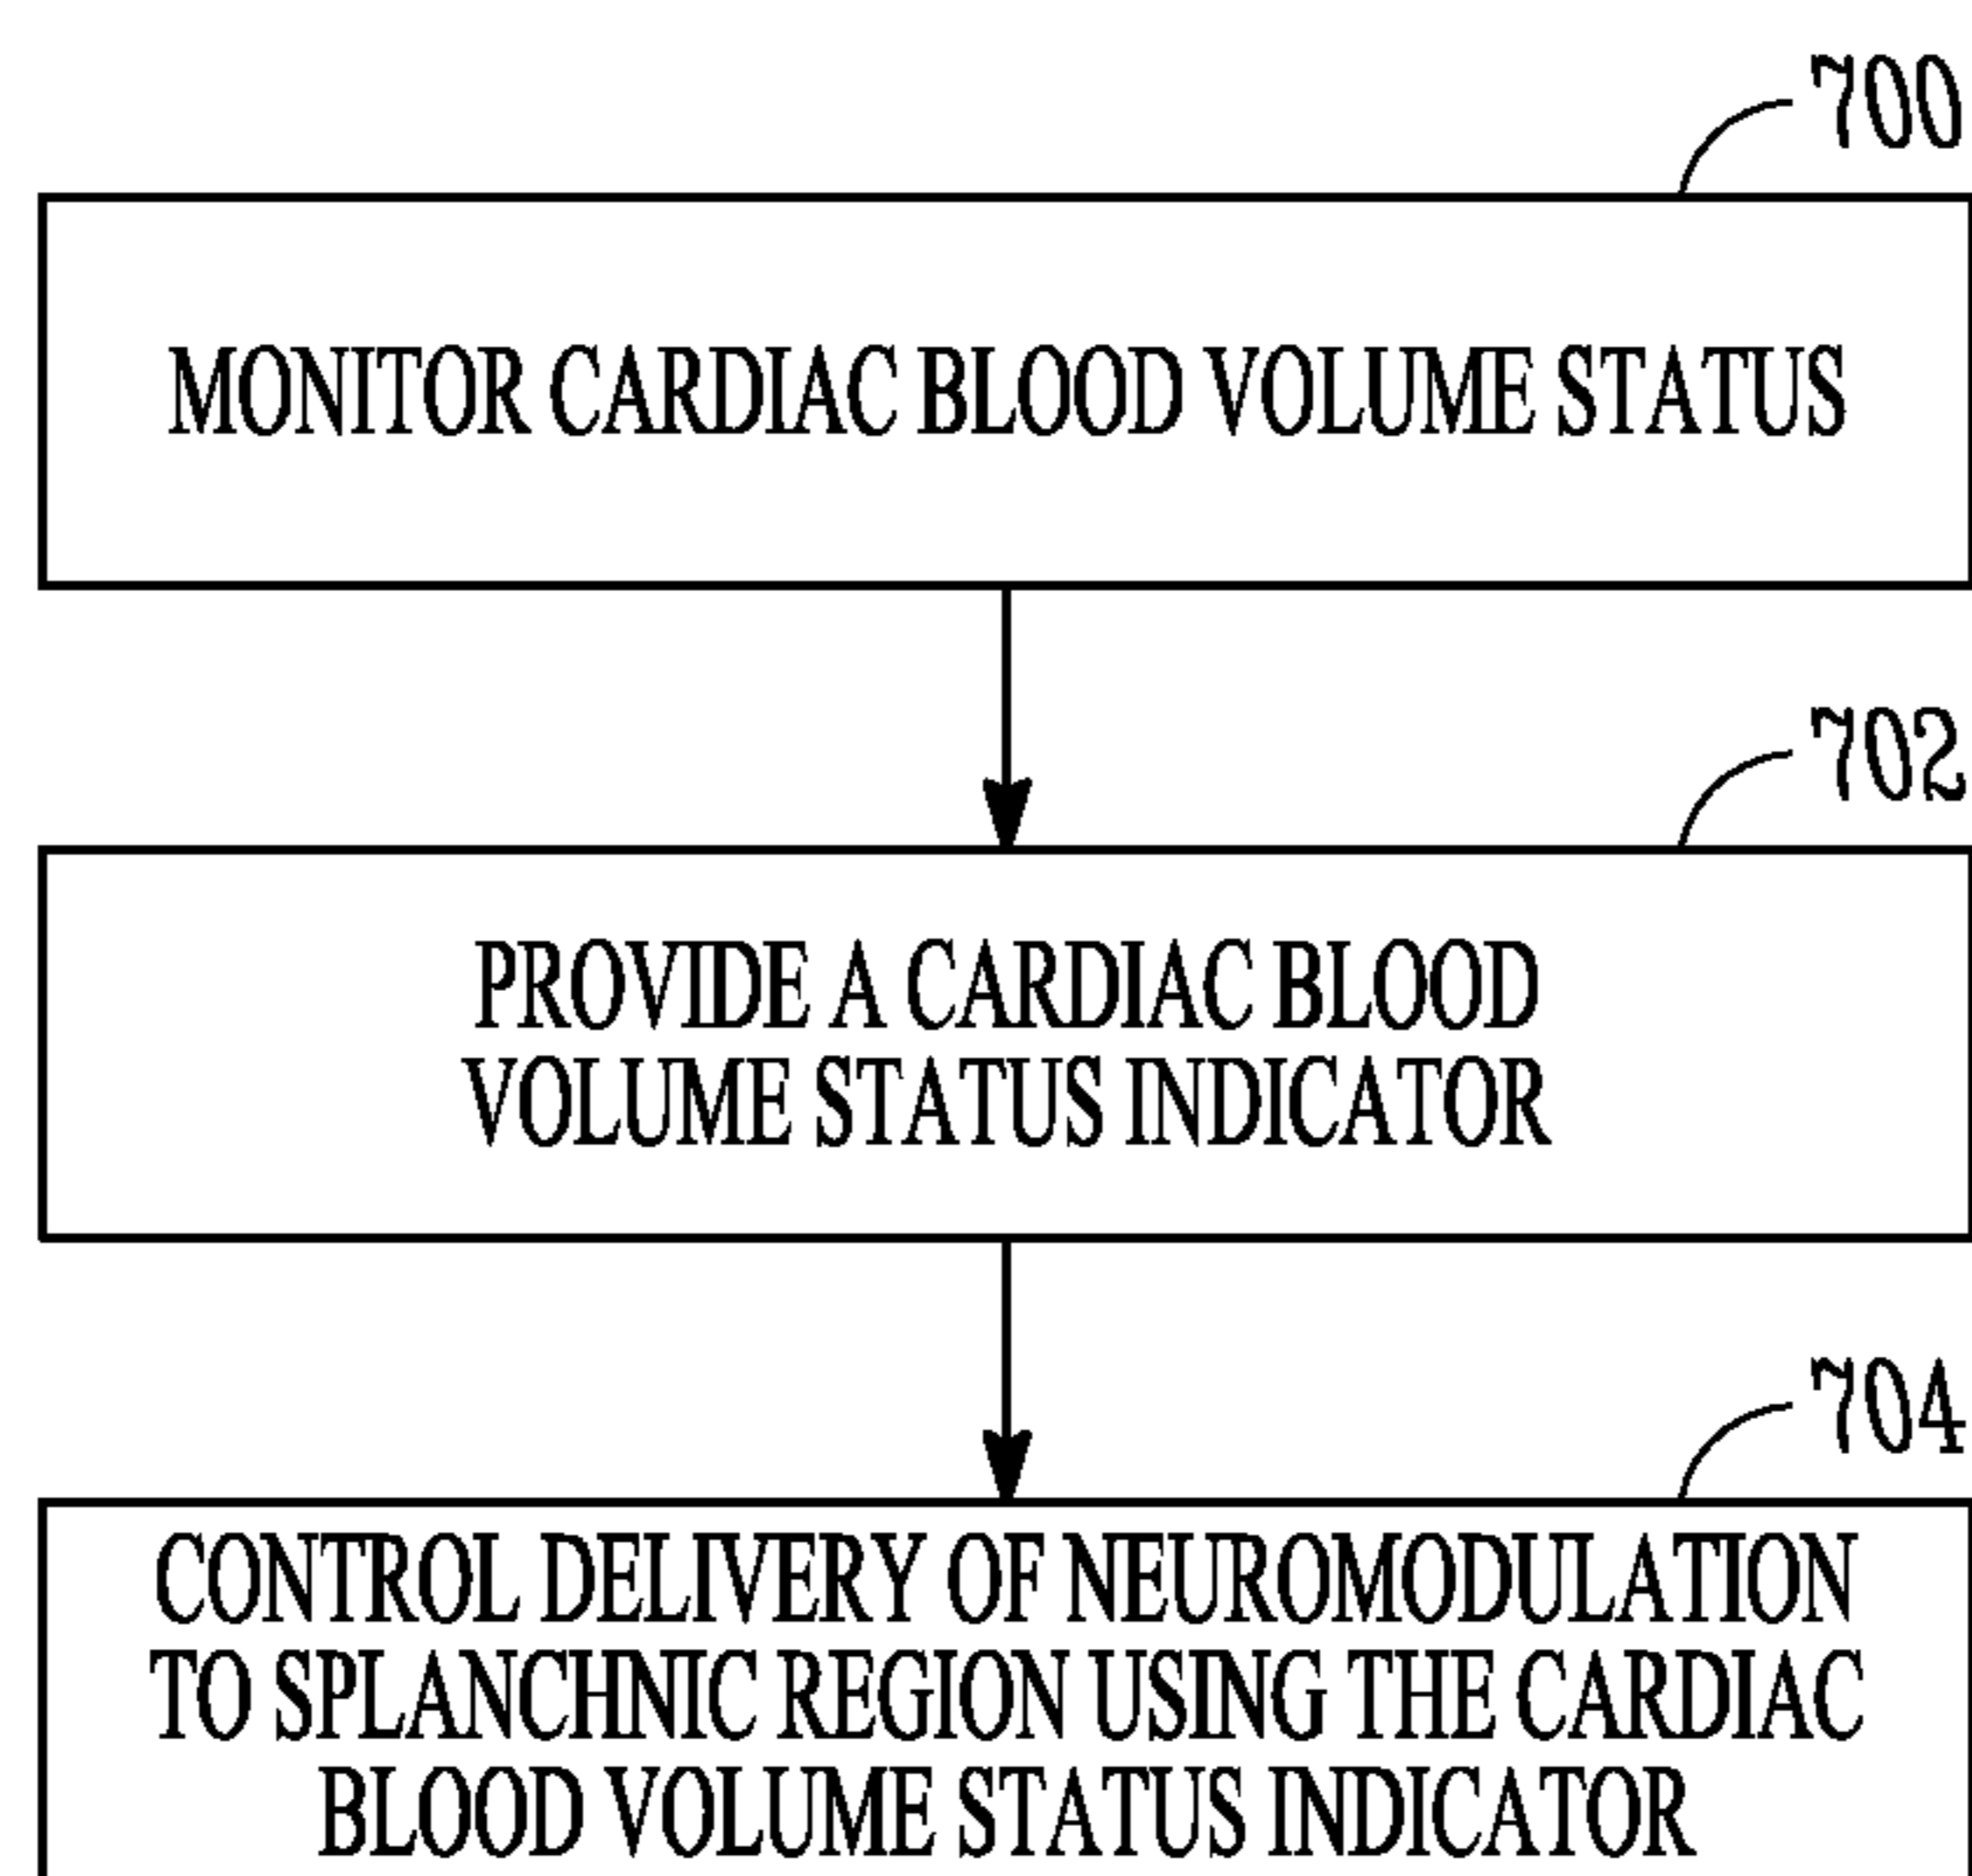 700
MONITOR CARDIAC BLOOD VOLUME STATUS
702
PROVIDE A CARDIAC BLOOD
VOLUME STATUS INDICATOR
704
CONTROL DELIVERY OF NEUROMODULATION
TO SPLANCHNIC REGION USING THE CARDIAC
BLOOD VOLUME STATUS INDICATOR